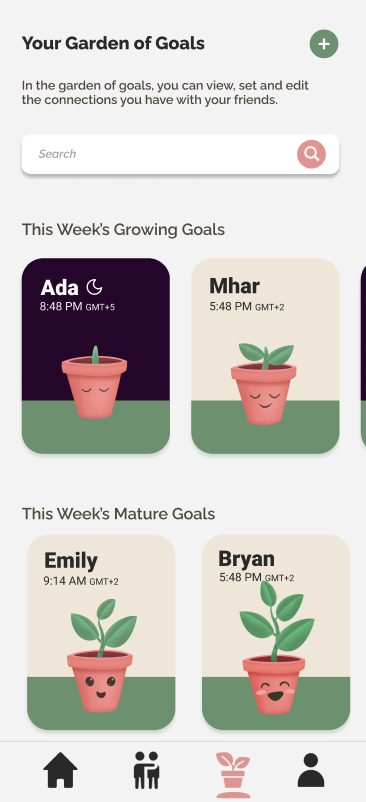 Your Garden of Goals
In the garden of goals, you can view, set and edit
the connections you have with your friends.
Search
This Week's Growing Goals
Ada
8:48 PM GMT+5
Mhar
5:48 PM GMT+2
This Week's Mature Goals
Emily
9:14 AM GMT+2
Bryan
5:48 PM GMT+2